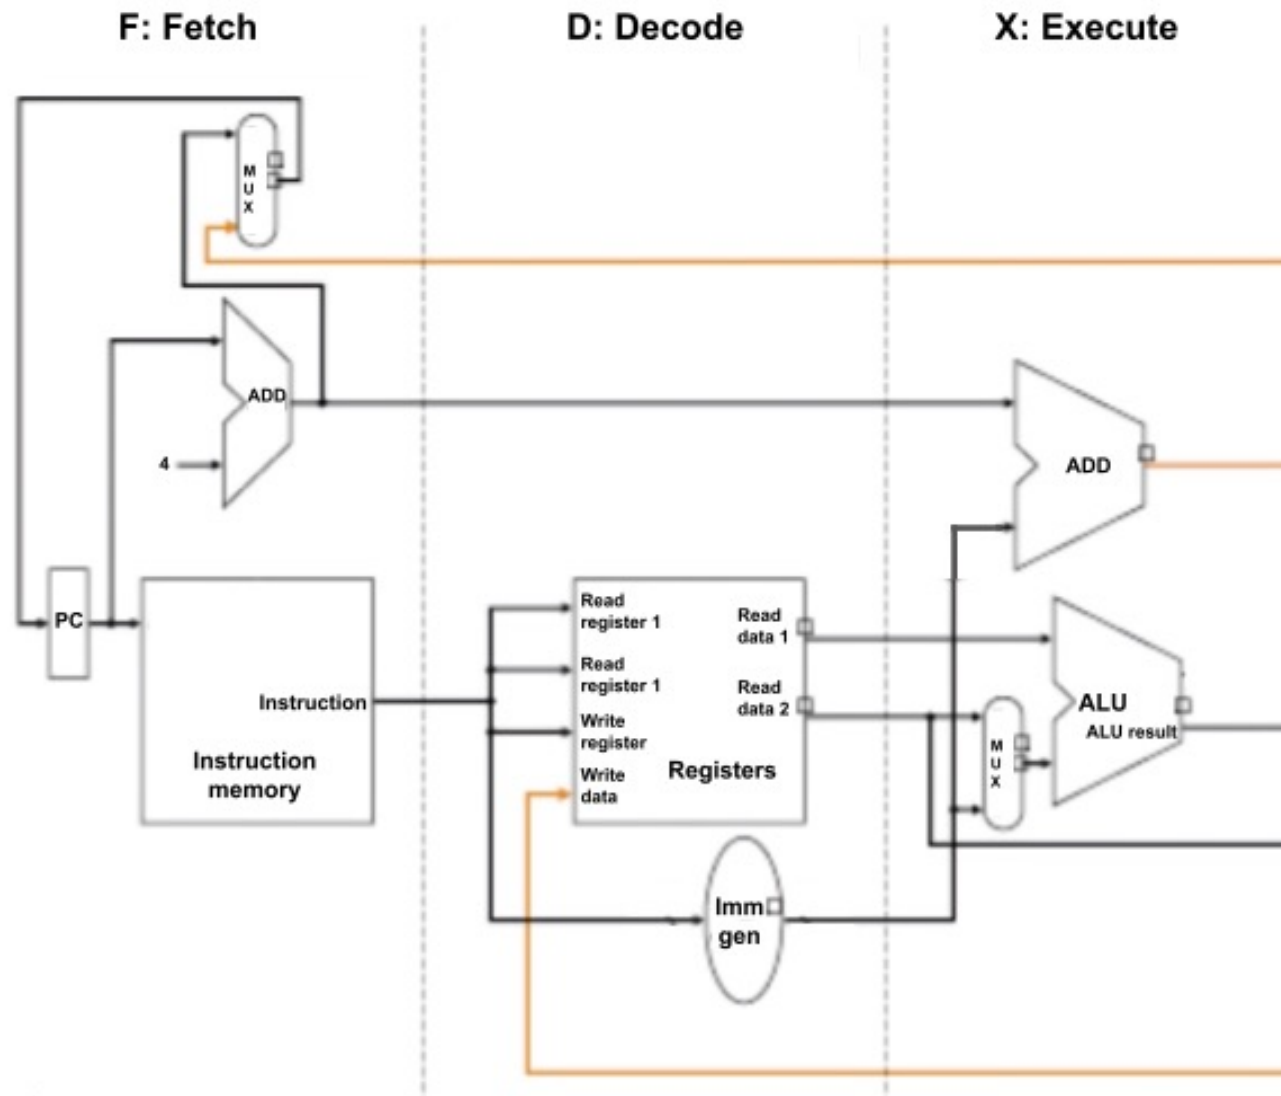 F: Fetch
D: Decode
X: Execute
M
U
X
ADD
4
PC
Instruction
Instruction
memory
Read
register 1
Read
register 1
Write
register
Write
data
Read
data 1
Read
data 2
Registers
Imm
gen
ADD
M
U
X
ALU
ALU result